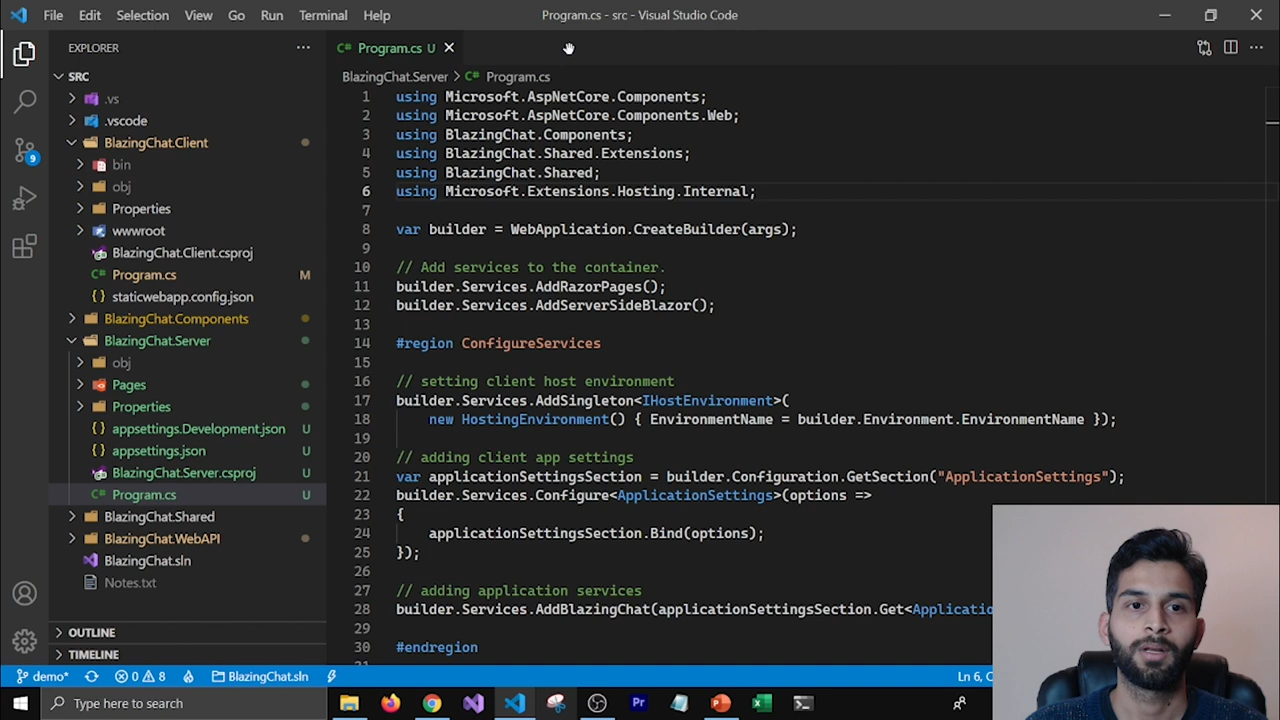 File Edit Selection View Go Run Terminal Help Program.cs - src - Visual Studio Code
EXPLORER
SRC
.vs
.vscode
BlazingChat.Client
bin
obj
Properties
wwwroot
BlazingChat.Client.csproj
Program.cs M
staticwebapp.config.json
BlazingChat.Components
BlazingChat.Server
obj
Pages
Properties
appsettings.Development.json U
appsettings.json U
BlazingChat.Server.csproj U
Program.cs U
BlazingChat.Shared
BlazingChat.WebAPI
BlazingChat.sln
Notes.txt
OUTLINE
TIMELINE
9
Program.cs U
BlazingChat.Server > Program.cs
1 using Microsoft.AspNetCore.Components;
2 using Microsoft.AspNetCore.Components.Web;
3 using BlazingChat.Components;
4 using BlazingChat.Shared.Extensions;
5 using BlazingChat.Shared;
6 using Microsoft.Extensions.Hosting.Internal;
7
8 var builder = WebApplication.CreateBuilder(args);
9
10 // Add services to the container.
11 builder.Services.AddRazorPages();
12 builder.Services.AddServerSideBlazor();
13
14 #region ConfigureServices
15
16 // setting client host environment
17 builder.Services.AddSingleton<IHostEnvironment>(
18 new HostingEnvironment() { EnvironmentName = builder.Environment.EnvironmentName });
19
20 // adding client app settings
21 var applicationSettingsSection = builder.Configuration.GetSection("ApplicationSettings");
22 builder.Services.Configure<ApplicationSettings>(options =>
23 {
24 applicationSettingsSection.Bind(options);
25 });
26
27 // adding application services
28 builder.Services.AddBlazingChat(applicationSettingsSection.Get<Applicatio
29
30 #endregion
demo* 0 8 BlazingChat.sln Ln 6,
Type here to search